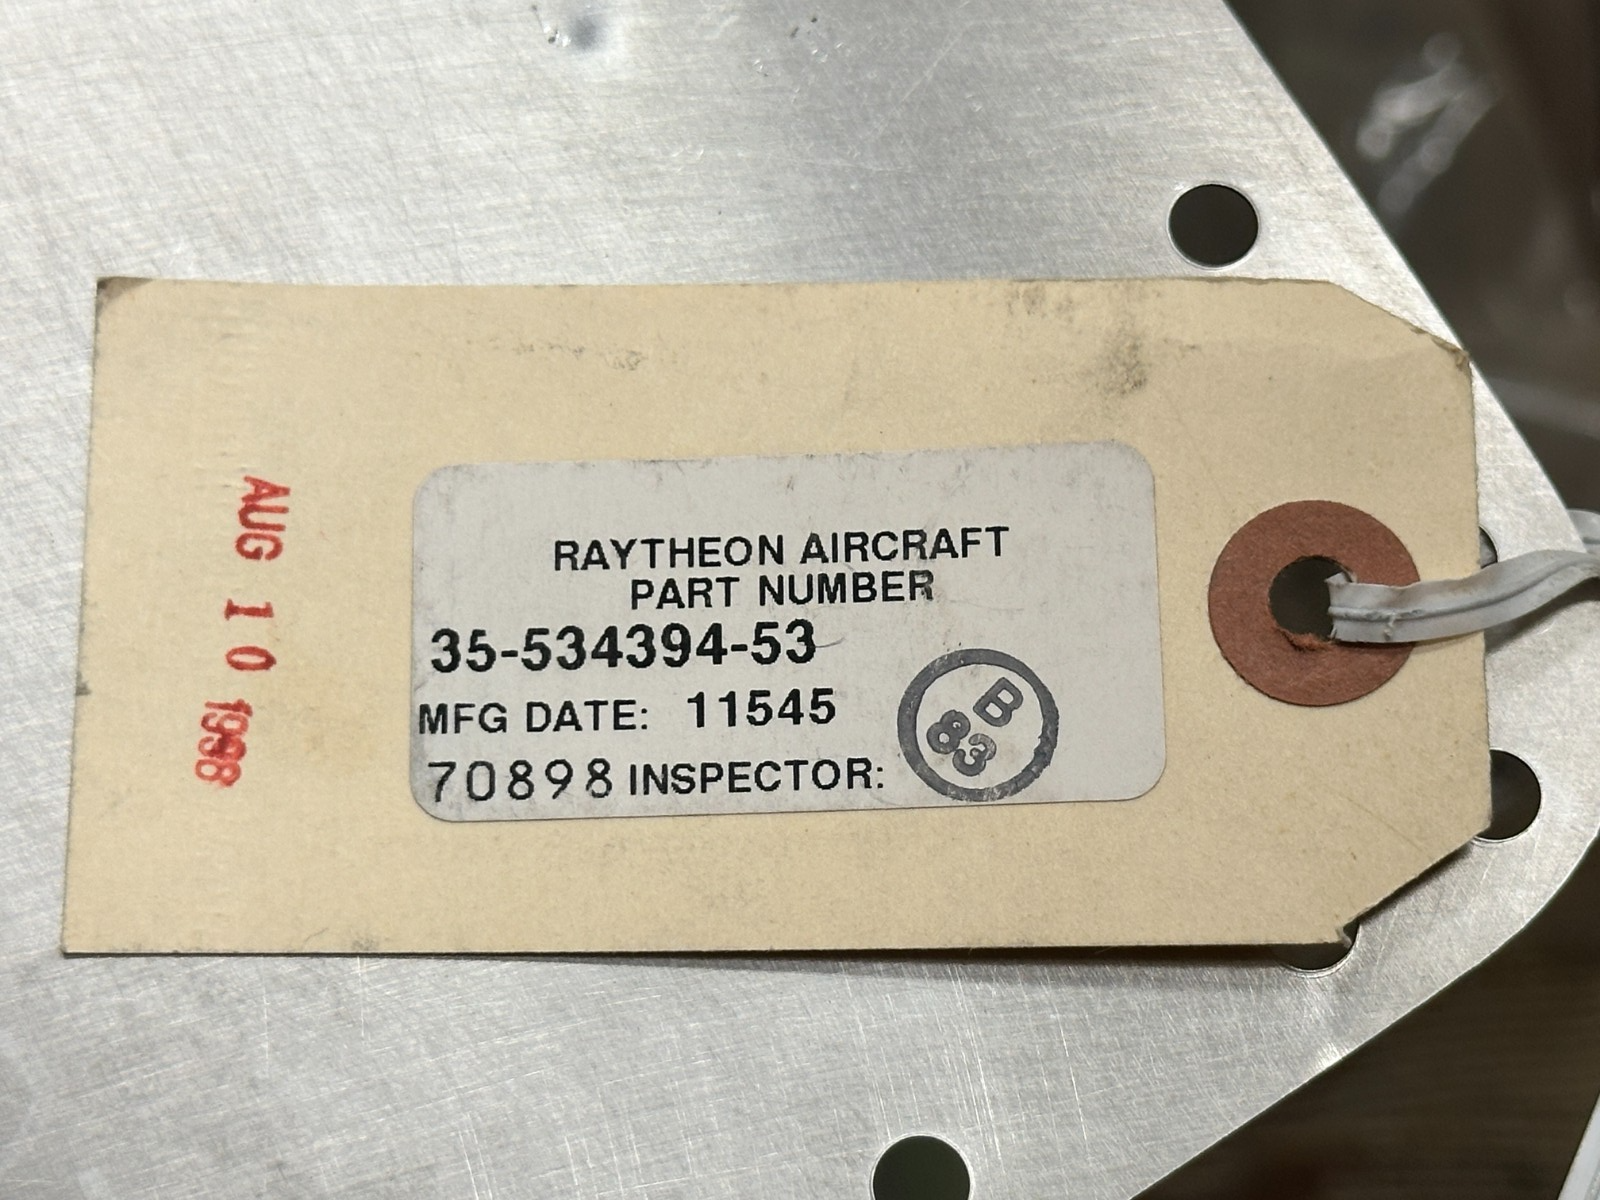 AUG 10 1998
RAYTHEON AIRCRAFT
PART NUMBER
35-534394-53
MFG DATE: 11545
70898 INSPECTOR:
B
83